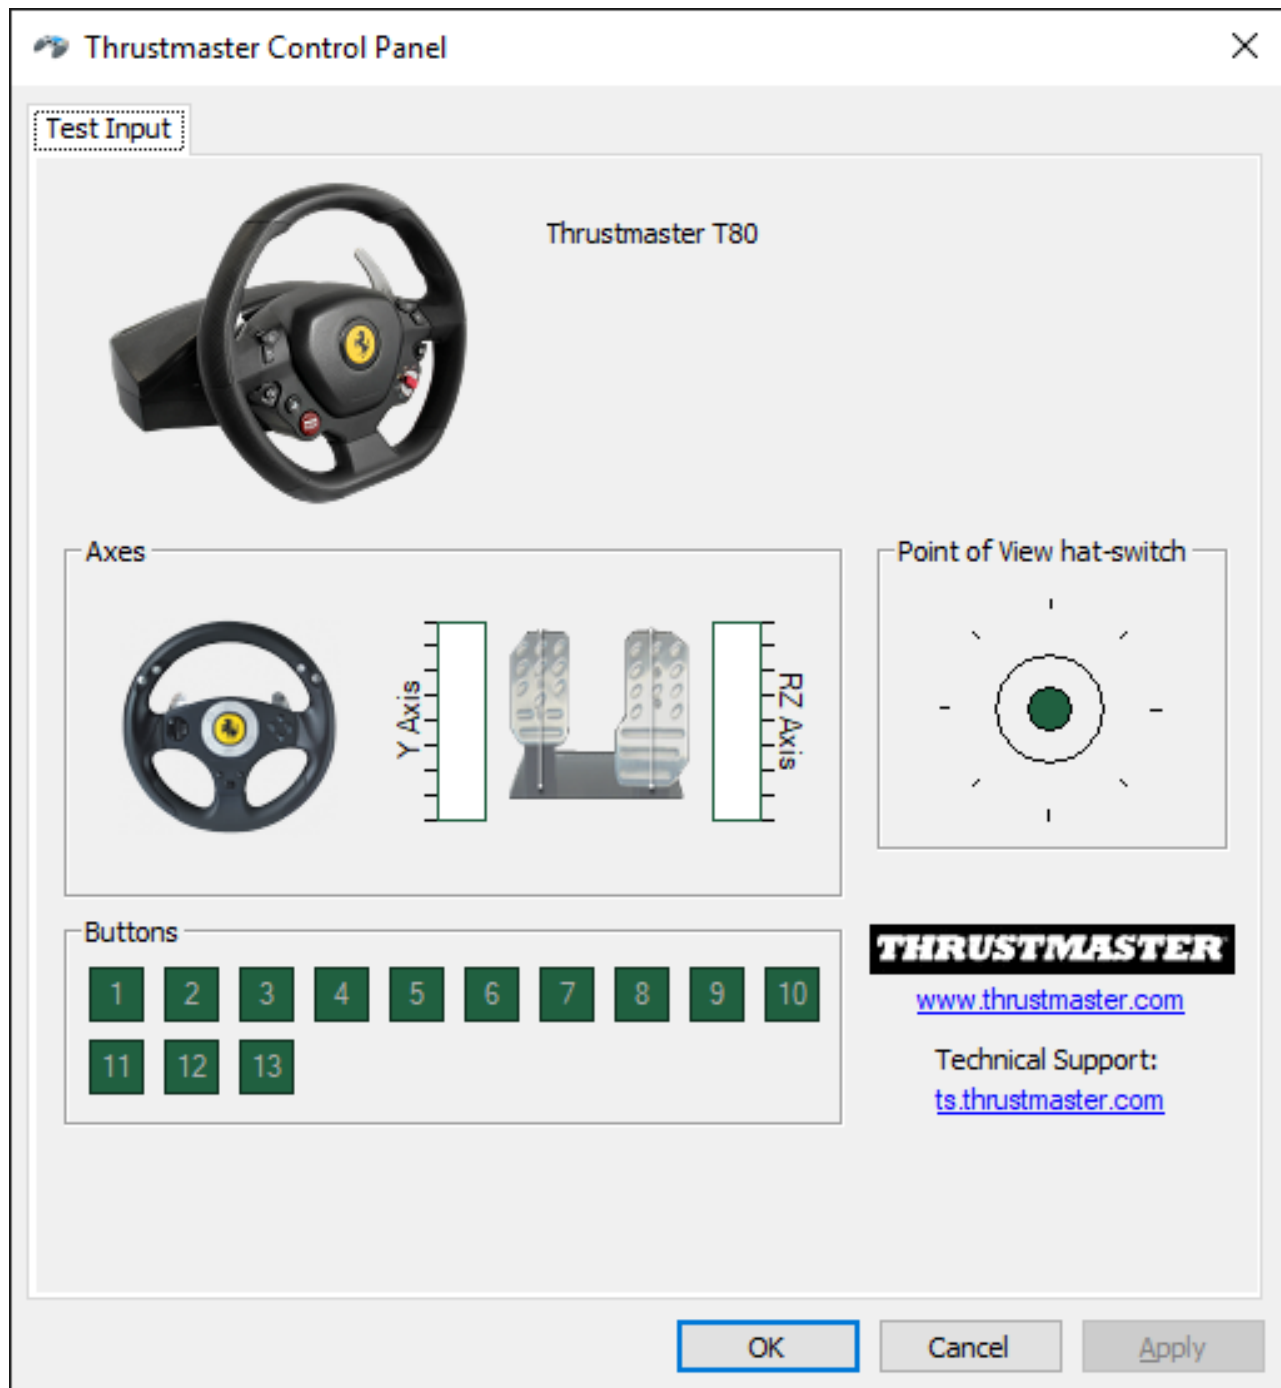 Thrustmaster Control Panel
Test Input
Thrustmaster T80
Axes
Y Axis
RZ Axis
Point of View hat-switch
Buttons
1 2 3 4 5 6 7 8 9 10
11 12 13
THRUSTMASTER
www.thrustmaster.com
Technical Support:
ts.thrustmaster.com
OK Cancel Apply